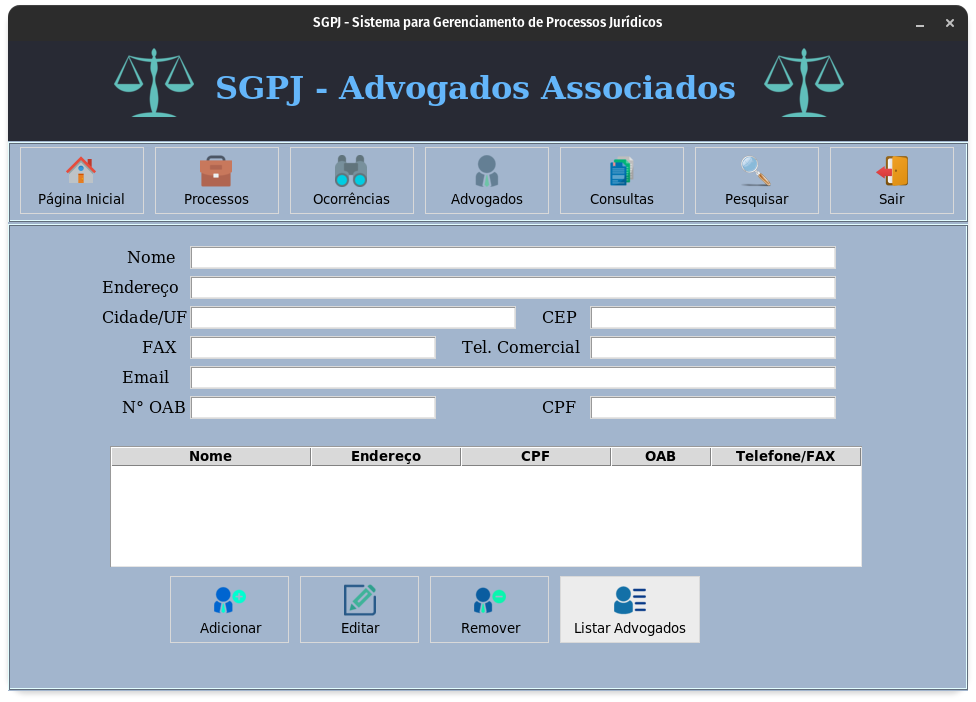 SGPJ - Sistema para Gerenciamento de Processos Jurídicos
SGPJ - Advogados Associados
Página Inicial Processos Ocorrências Advogados Consultas Pesquisar Sair
Nome
Endereço
Cidade/UF CEP
FAX Tel. Comercial
Email
N° OAB CPF
Nome Endereço CPF OAB Telefone/FAX
Adicionar Editar Remover Listar Advogados